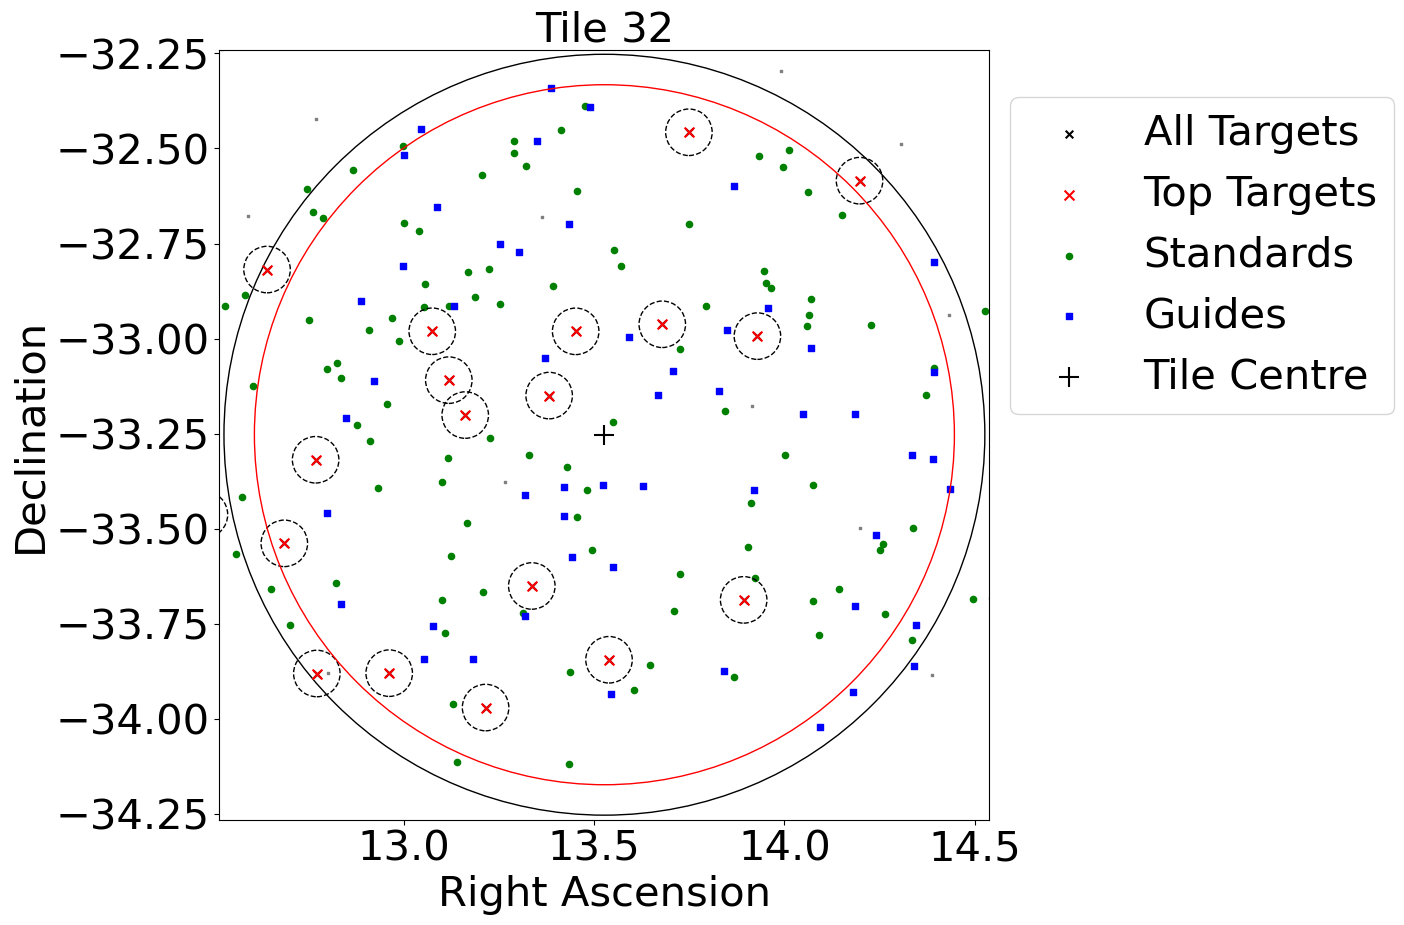 Tile 32
−32.25
−32.50
−32.75
−33.00
−33.25
−33.50
−33.75
−34.00
−34.25
Declination
13.0 13.5 14.0 14.5
Right Ascension
All Targets
Top Targets
Standards
Guides
Tile Centre